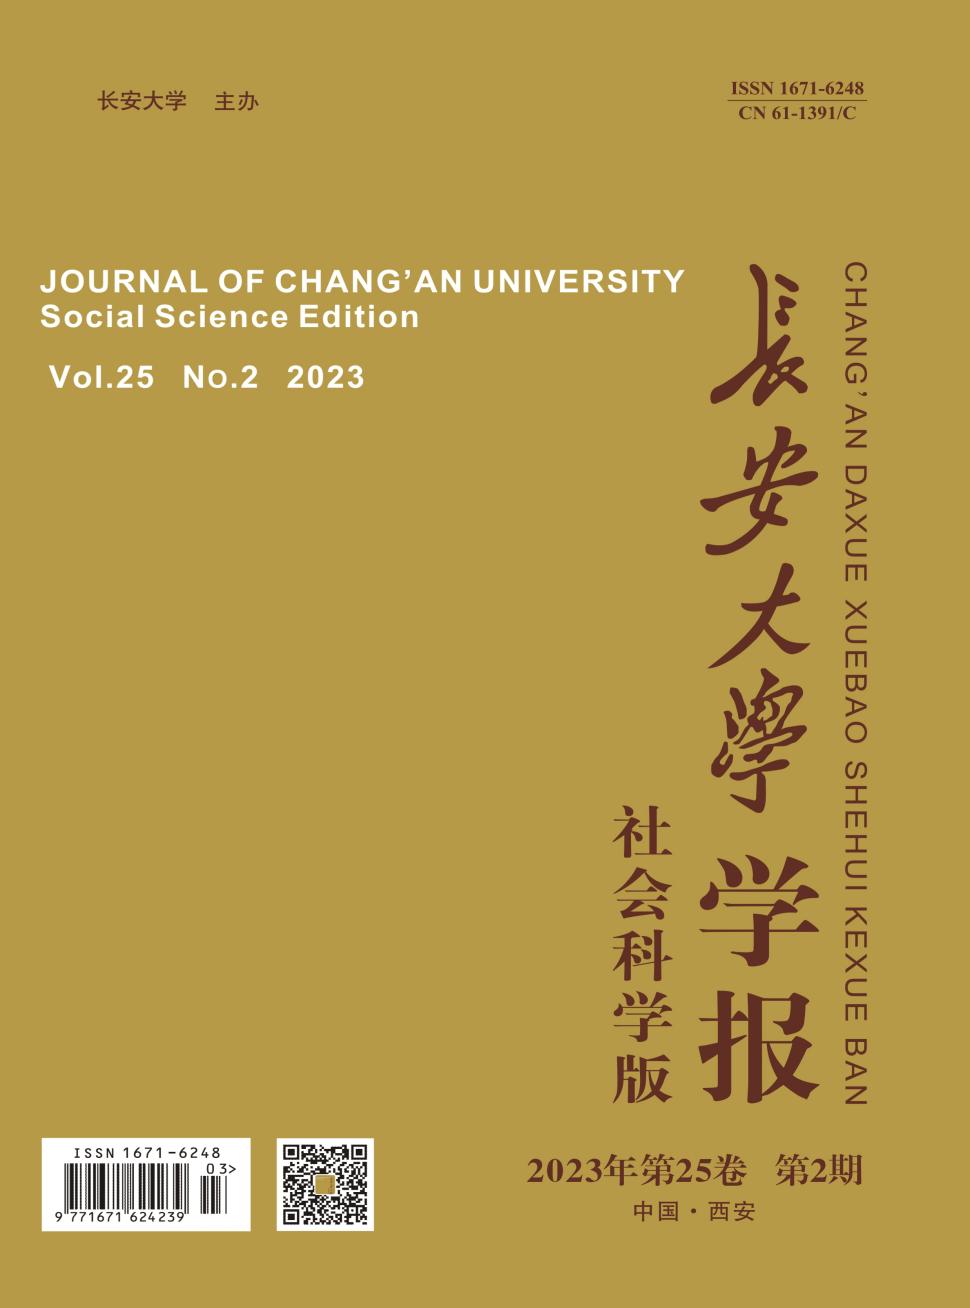 长安大学 主办
ISSN 1671-6248
CN 61-1391/C
JOURNAL OF CHANG’AN UNIVERSITY
Social Science Edition
Vol.25 No.2 2023
長安大學学报
CHANG’AN DAXUE XUEBAO SHEHUI KEXUE BAN
社会科学版
ISSN 1671-6248
03>
9 771671 624239
2023年第25卷 第2期
中国·西安